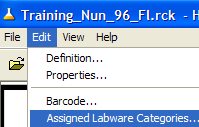 Training_Nun_96_Fl.rck - H
File Edit View Help
Definition...
Properties...
Barcode...
Assigned Labware Categories...